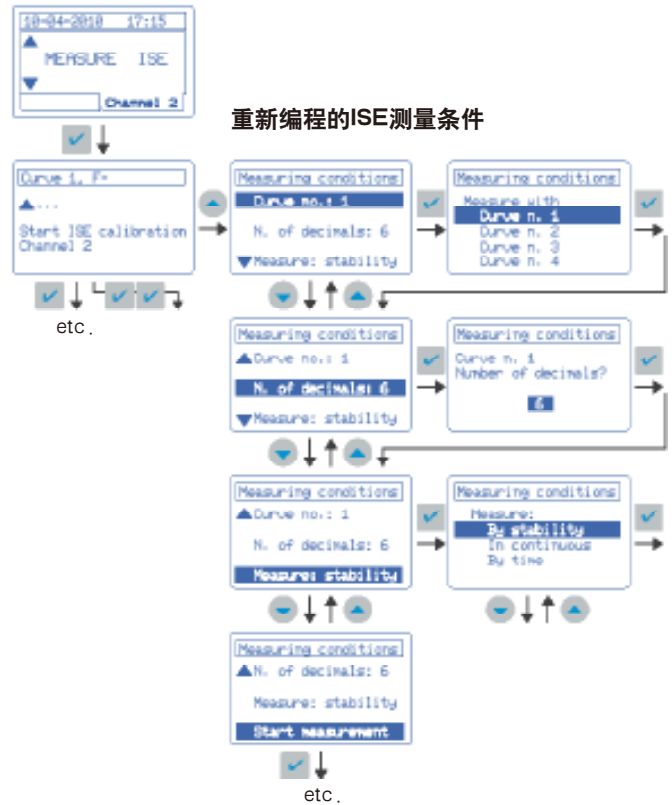 10-04-2010 17:15
MEASURE ISE
Channel 2
重新编程的ISE测量条件
Curve 1, F-
...
Start ISE calibration
Channel 2
etc.
Measuring conditions
Curve no.: 1
N. of decimals: 6
Measure: stability
Measuring conditions
Measure with
Curve n. 1
Curve n. 2
Curve n. 3
Curve n. 4
Measuring conditions
Curve no.: 1
N. of decimals: 6
Measure: stability
Measuring conditions
Curve n. 1
Number of decimals?
6
Measuring conditions
Curve no.: 1
N. of decimals: 6
Measure: stability
Measuring conditions
Measure:
By stability
In continuous
By time
Measuring conditions
N. of decimals: 6
Measure: stability
Start measurement
etc.